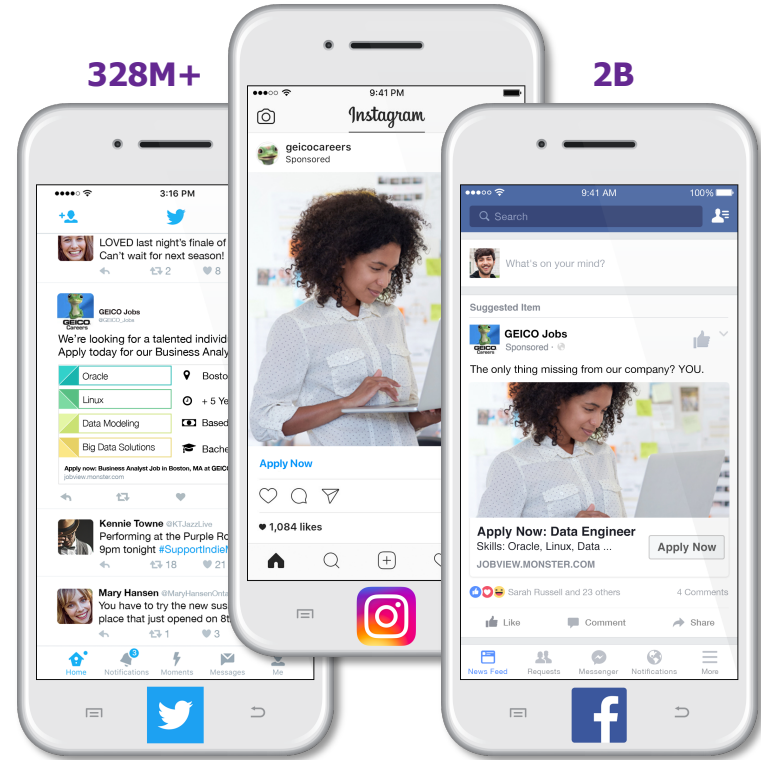 328M+
2B
3:16 PM
LOVED last night's finale of
Can't wait for next season!
2
8
GEICO
Careers
GEICO Jobs
@GEICO_Jobs
We're looking for a talented individ
Apply today for our Business Analy
Oracle
Linux
Data Modeling
Big Data Solutions
Bosto
+ 5 Ye
Based
Bache
Apply now: Business Analyst Job in Boston, MA at GEIC
jobview.monster.com
Kennie Towne @KTJazzLive
Performing at the Purple Ro
9pm tonight #SupportIndie
18
21
Mary Hansen @MaryHansenOnta
You have to try the new sus
place that just opened on 8t
1
3
3
Home
Notifications
Moments
Messages
Me
9:41 PM
Instagram
geicocareers
Sponsored
Apply Now
1,084 likes
9:41 AM
100%
Search
What's on your mind?
Suggested Item
GEICO
Careers
GEICO Jobs
Sponsored ·
The only thing missing from our company? YOU.
Apply Now: Data Engineer
Skills: Oracle, Linux, Data ...
JOBVIEW.MONSTER.COM
Apply Now
Sarah Russell and 23 others
4 Comments
Like
Comment
Share
News Feed
Requests
Messenger
Notifications
More
f